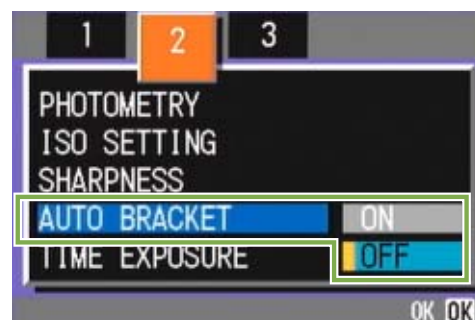 1 2 3
PHOTOMETRY
ISO SETTING
SHARPNESS
AUTO BRACKET ON
TIME EXPOSURE OFF
OK OK